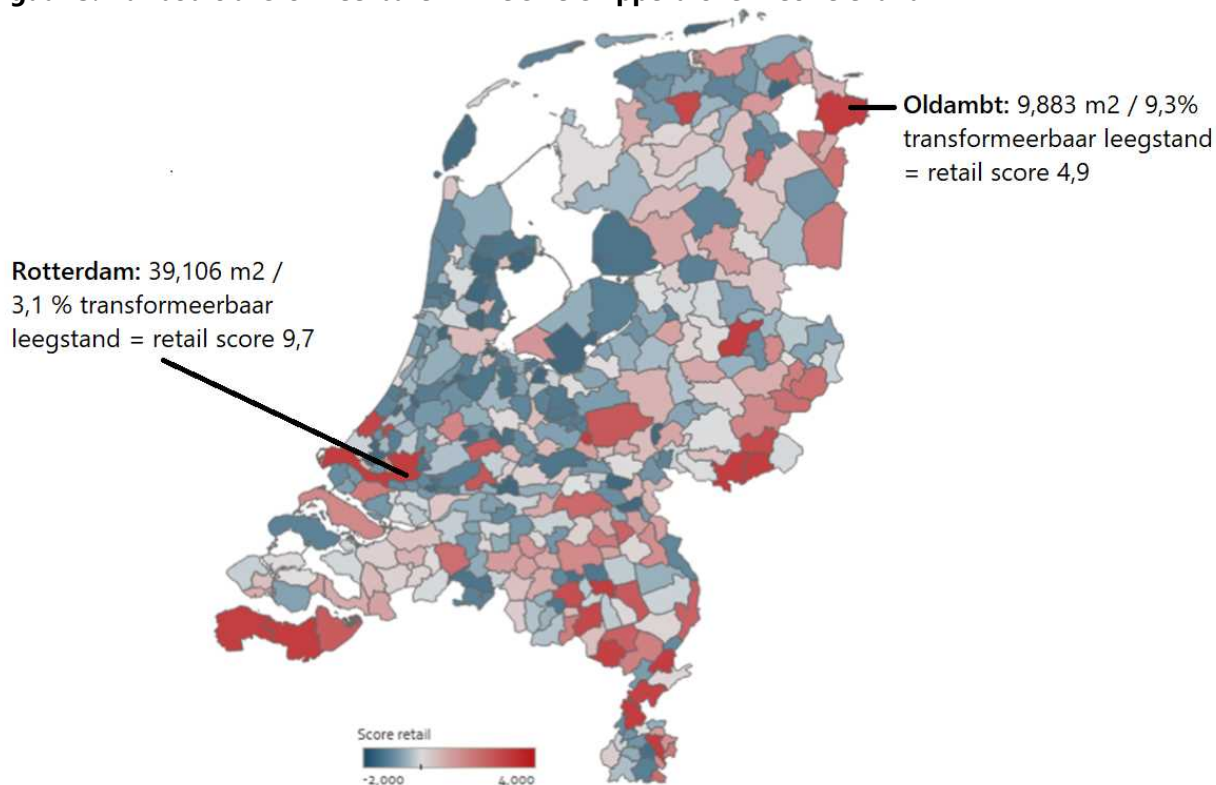 Oldambt: 9,883 m2 / 9,3%
transformeerbaar leegstand
= retail score 4,9
Rotterdam: 39,106 m2 /
3,1 % transformeerbaar
leegstand = retail score 9,7
Score retail
-2,000
4,000